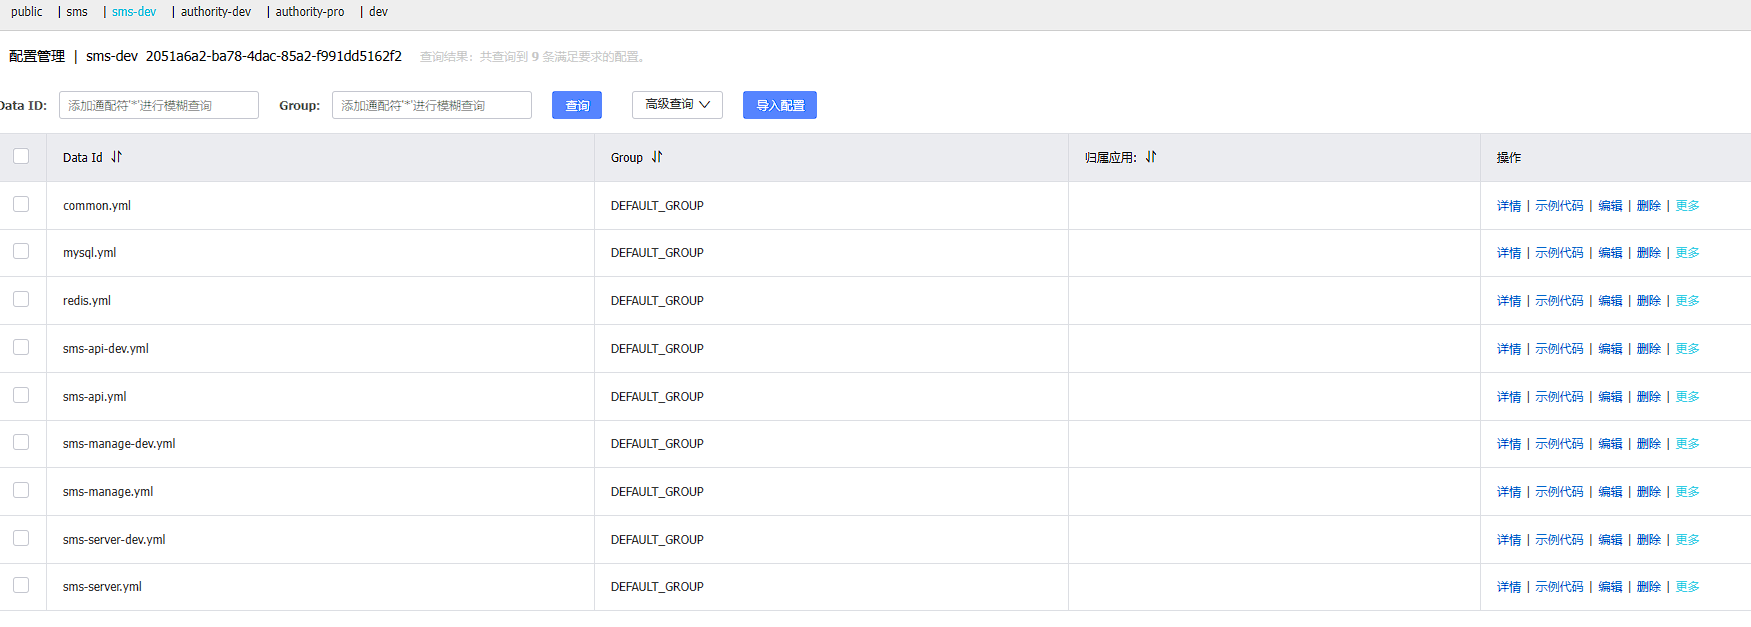 public | sms | sms-dev | authority-dev | authority-pro | dev
配置管理 | sms-dev 2051a6a2-ba78-4dac-85a2-f991dd5162f2 查询结果：共查询到 9 条满足要求的配置。
Data ID: 添加通配符'*'进行模糊查询 Group: 添加通配符'*'进行模糊查询 查询 高级查询 导入配置
Data Id Group 归属应用: 操作
common.yml DEFAULT_GROUP 详情 | 示例代码 | 编辑 | 删除 | 更多
mysql.yml DEFAULT_GROUP 详情 | 示例代码 | 编辑 | 删除 | 更多
redis.yml DEFAULT_GROUP 详情 | 示例代码 | 编辑 | 删除 | 更多
sms-api-dev.yml DEFAULT_GROUP 详情 | 示例代码 | 编辑 | 删除 | 更多
sms-api.yml DEFAULT_GROUP 详情 | 示例代码 | 编辑 | 删除 | 更多
sms-manage-dev.yml DEFAULT_GROUP 详情 | 示例代码 | 编辑 | 删除 | 更多
sms-manage.yml DEFAULT_GROUP 详情 | 示例代码 | 编辑 | 删除 | 更多
sms-server-dev.yml DEFAULT_GROUP 详情 | 示例代码 | 编辑 | 删除 | 更多
sms-server.yml DEFAULT_GROUP 详情 | 示例代码 | 编辑 | 删除 | 更多